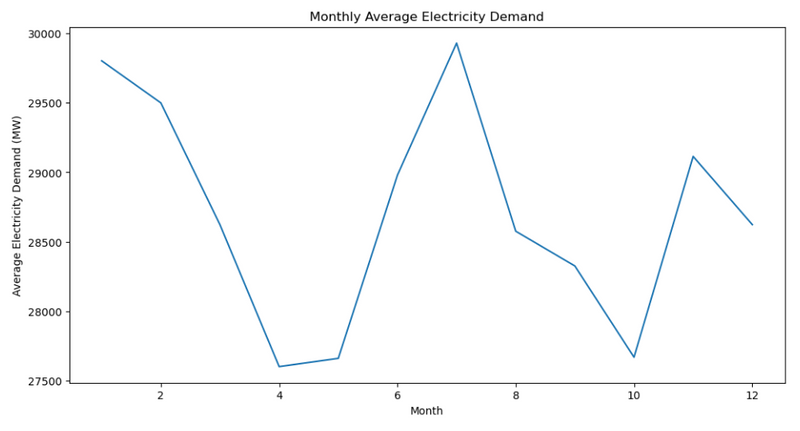 Monthly Average Electricity Demand
30000
29500
29000
28500
28000
27500
Average Electricity Demand (MW)
2 4 6 8 10 12
Month